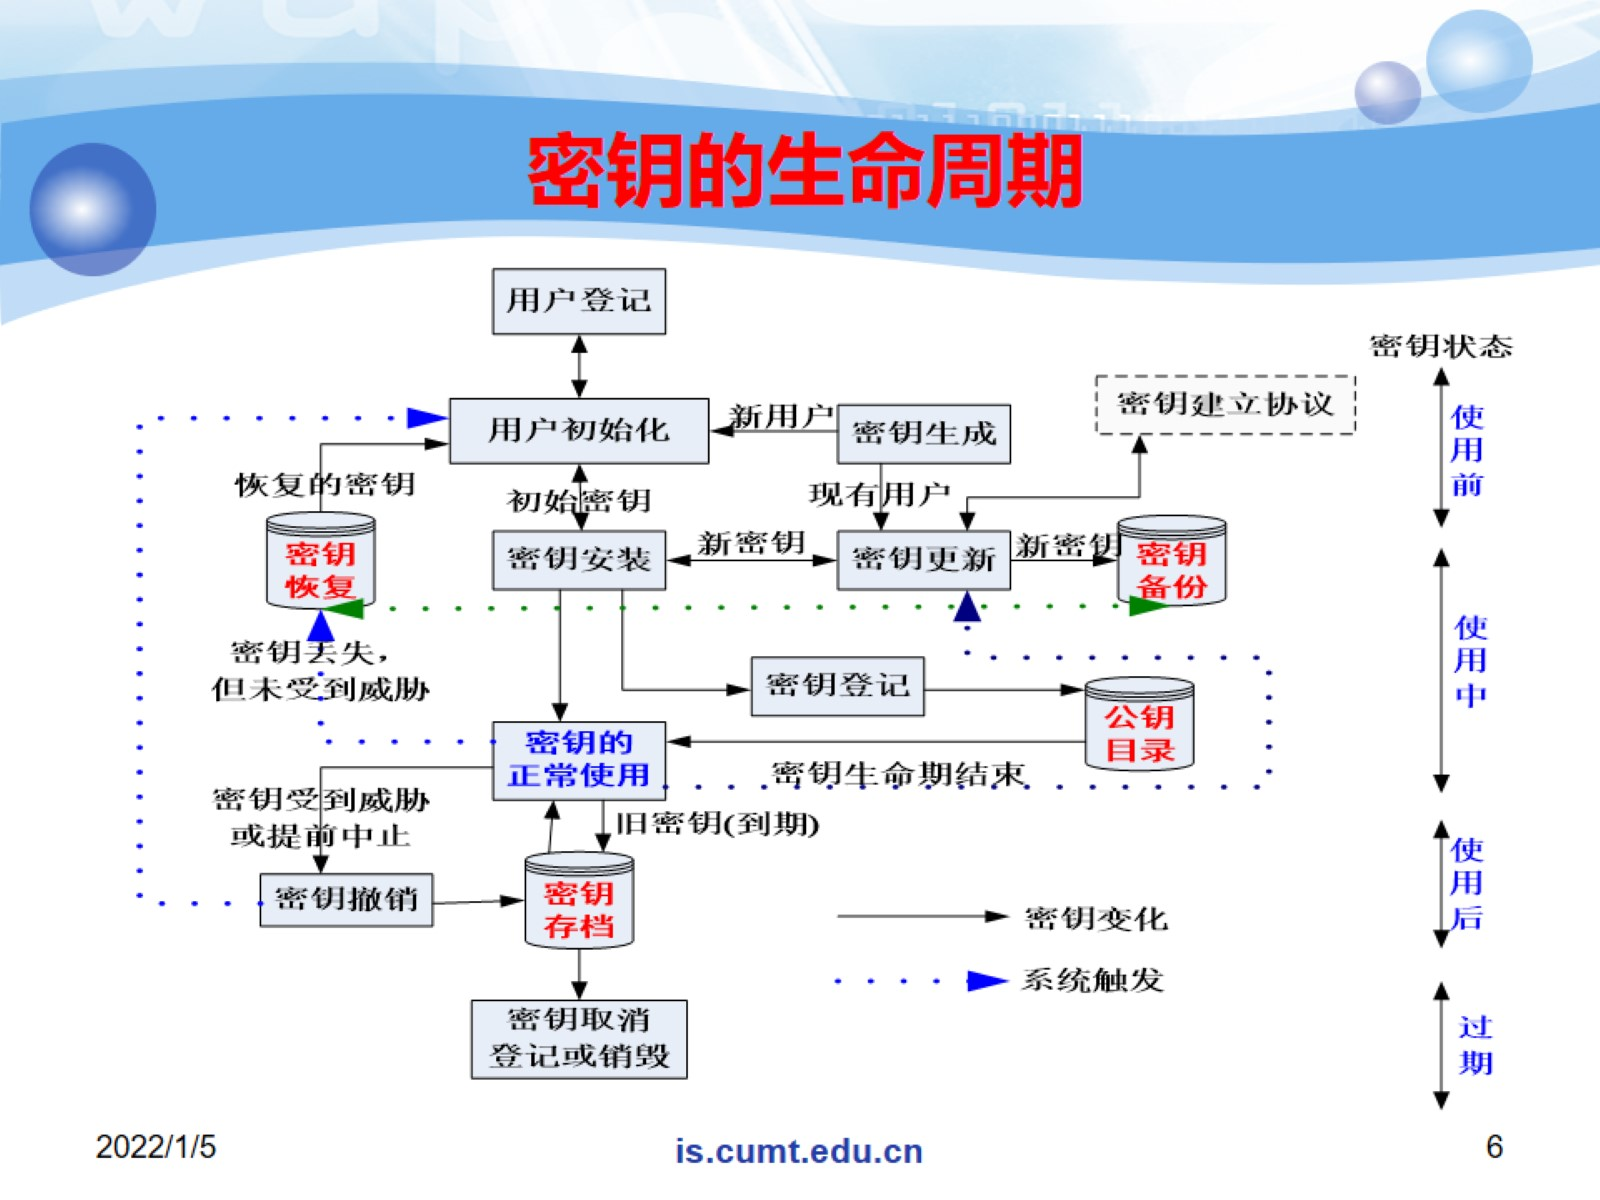 密钥的生命周期
用户登记
密钥状态
密钥建立协议
用户初始化
新用户
密钥生成
使用前
恢复的密钥
初始密钥
现有用户
密钥
恢复
密钥安装
新密钥
密钥更新
新密钥
密钥
备份
使用中
密钥丢失,
但未受到威胁
密钥登记
公钥
目录
密钥的
正常使用
密钥生命期结束
密钥受到威胁
或提前中止
旧密钥(到期)
使用后
密钥撤销
密钥
存档
密钥变化
系统触发
密钥取消
登记或销毁
过期
2022/1/5
is.cumt.edu.cn
6